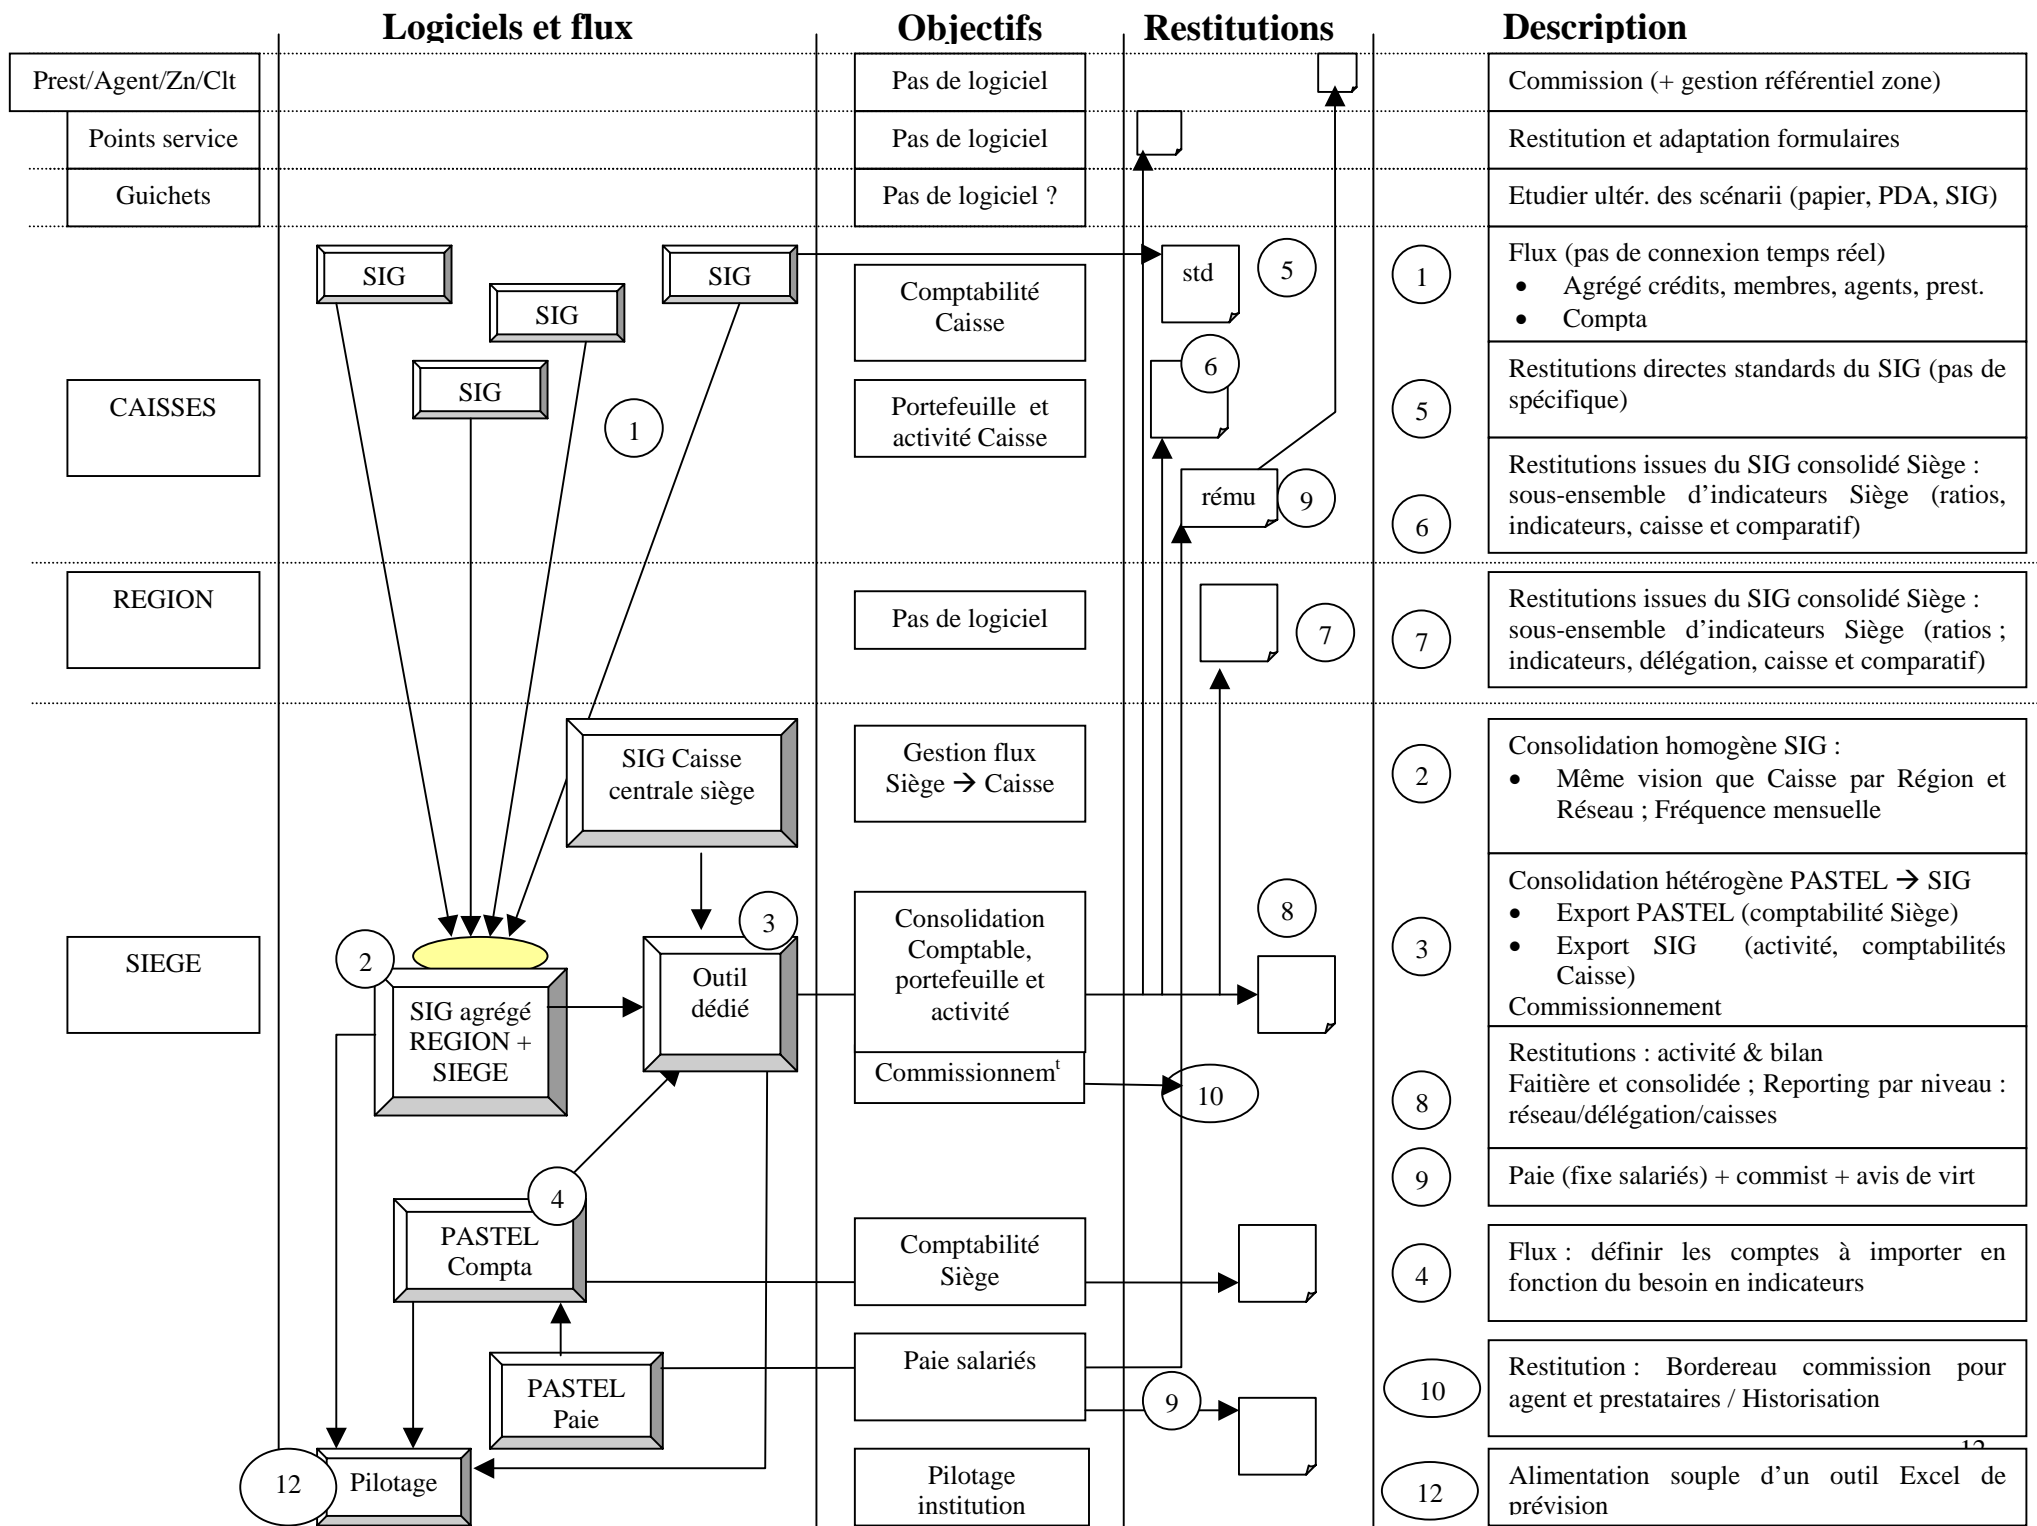 Logiciels et flux
Objectifs
Restitutions
Description
Prest/Agent/Zn/Clt
Pas de logiciel
Commission (+ gestion référentiel zone)
Points service
Pas de logiciel
Restitution et adaptation formulaires
Guichets
Pas de logiciel ?
Etudier ultér. des scénarii (papier, PDA, SIG)
CAISSES
SIG
SIG
SIG
SIG
1
Comptabilité
Caisse
Portefeuille et
activité Caisse
std
5
6
rému
9
1
Flux (pas de connexion temps réel)
• Agrégé crédits, membres, agents, prest.
• Compta
5
Restitutions directes standards du SIG (pas de
spécifique)
6
Restitutions issues du SIG consolidé Siège :
sous-ensemble d’indicateurs Siège (ratios,
indicateurs, caisse et comparatif)
REGION
Pas de logiciel
7
7
Restitutions issues du SIG consolidé Siège :
sous-ensemble d’indicateurs Siège (ratios ;
indicateurs, délégation, caisse et comparatif)
SIEGE
SIG Caisse
centrale siège
Gestion flux
Siège → Caisse
2
Consolidation homogène SIG :
• Même vision que Caisse par Région et
Réseau ; Fréquence mensuelle
2
SIG agrégé
REGION +
SIEGE
3
Outil
dédié
Consolidation
Comptable,
portefeuille et
activité
Commissionnemt
8
10
3
Consolidation hétérogène PASTEL → SIG
• Export PASTEL (comptabilité Siège)
• Export SIG (activité, comptabilités
Caisse)
Commissionnement
8
Restitutions : activité & bilan
Faitière et consolidée ; Reporting par niveau :
réseau/délégation/caisses
9
Paie (fixe salariés) + commist + avis de virt
4
PASTEL
Compta
Comptabilité
Siège
4
Flux : définir les comptes à importer en
fonction du besoin en indicateurs
PASTEL
Paie
Paie salariés
9
10
Restitution : Bordereau commission pour
agent et prestataires / Historisation
12
12
Pilotage
Pilotage
institution
12
Alimentation souple d’un outil Excel de
prévision